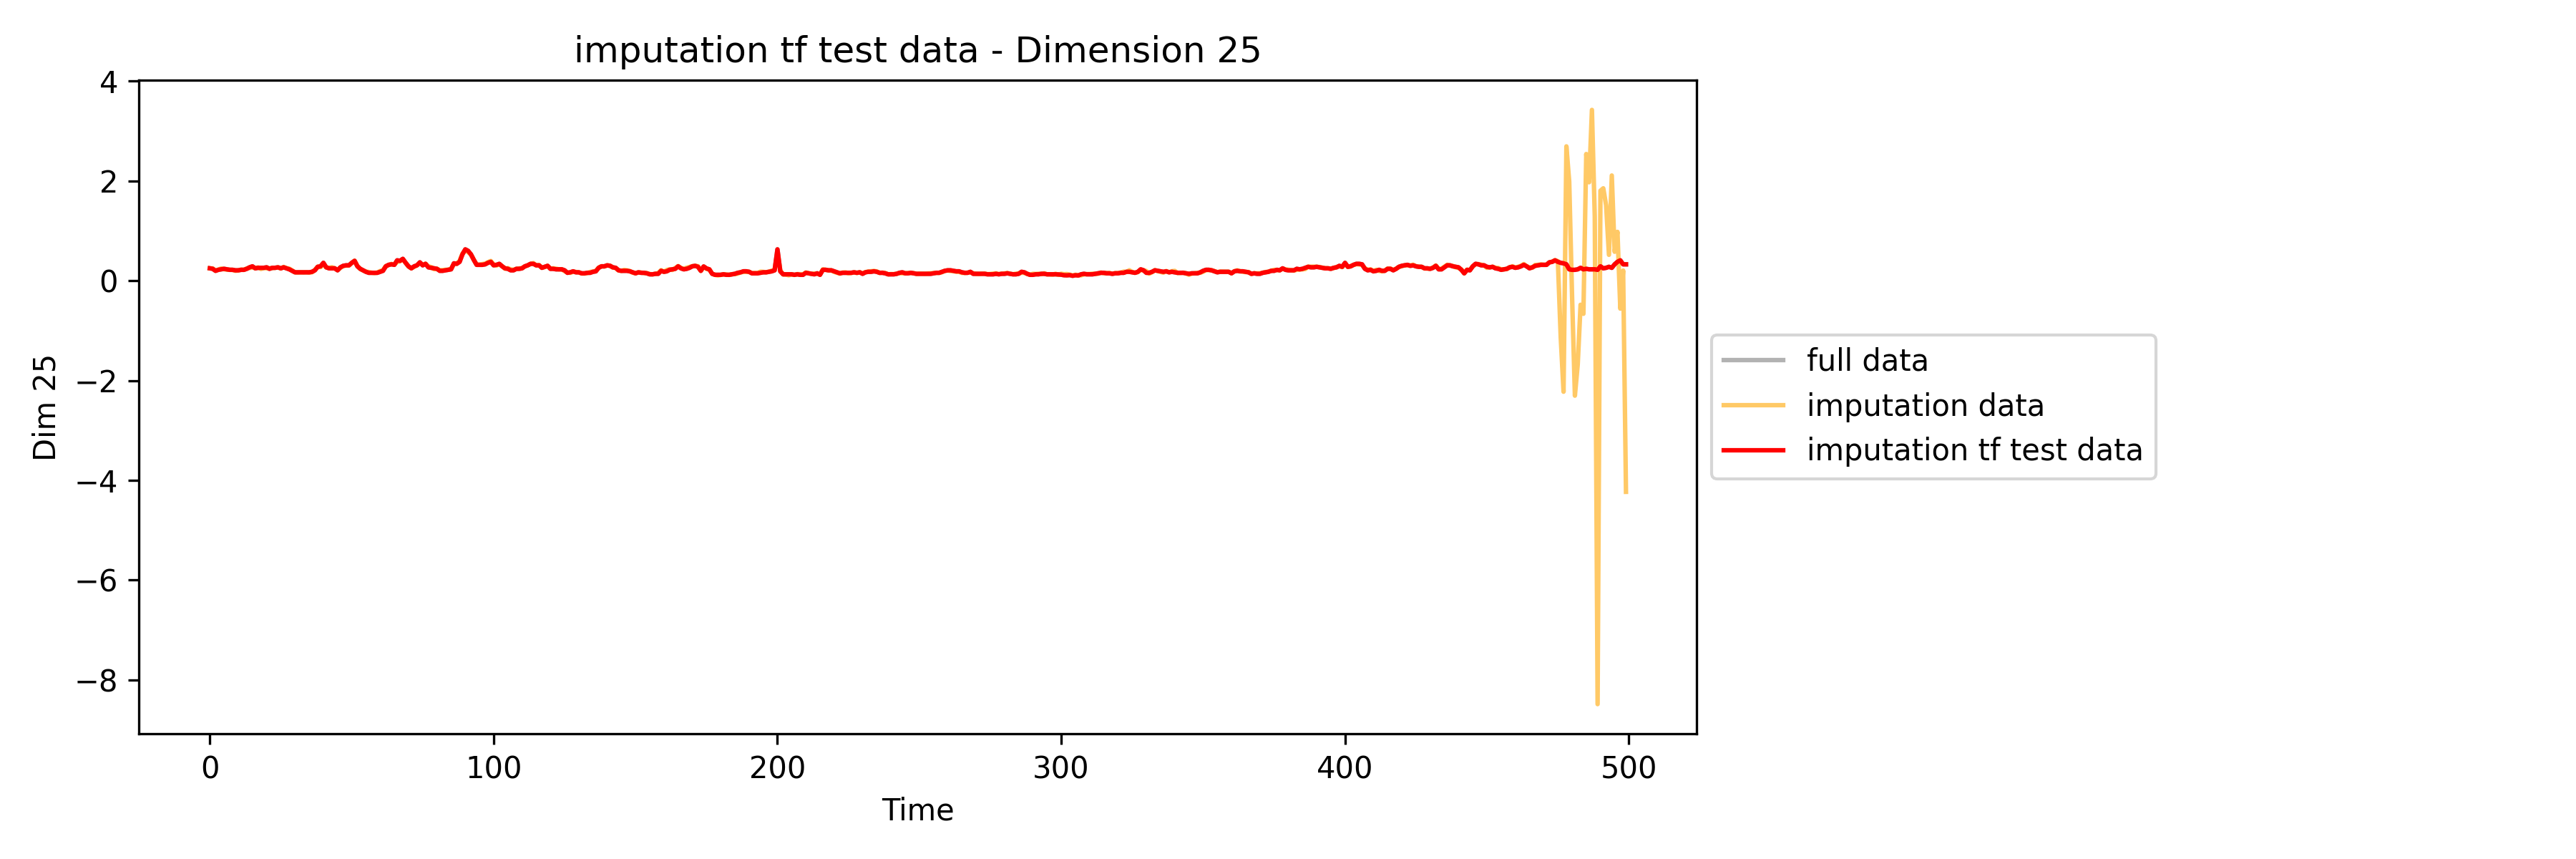 imputation tf test data - Dimension 25
4
2
0
−2
−4
−6
−8
Dim 25
0 100 200 300 400 500
Time
full data
imputation data
imputation tf test data